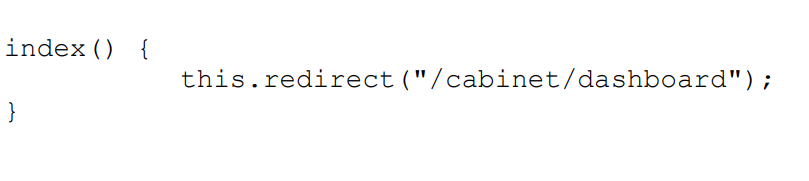 index() {
this.redirect("/cabinet/dashboard");
}